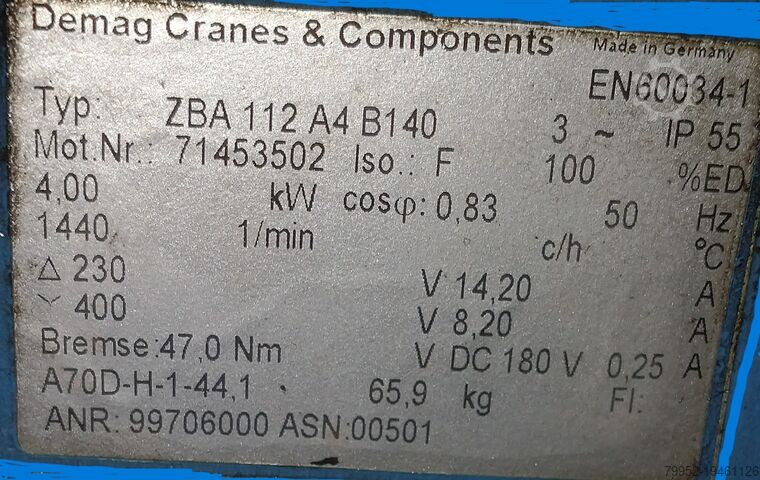 Demag Cranes & Components Made in Germany
EN60034-1
Typ: ZBA 112 A4 B140 3 ~ IP 55
Mot.Nr.: 71453502 Iso.: F 100 %ED
4,00 kW cosφ: 0,83 50 Hz
1440 1/min c/h °C
Δ 230 V 14,20 A
Y 400 V 8,20 A
Bremse:47,0 Nm V DC 180 V 0,25 A
A70D-H-1-44,1 65,9 kg FI:
ANR: 99706000 ASN:00501
79952-19461126